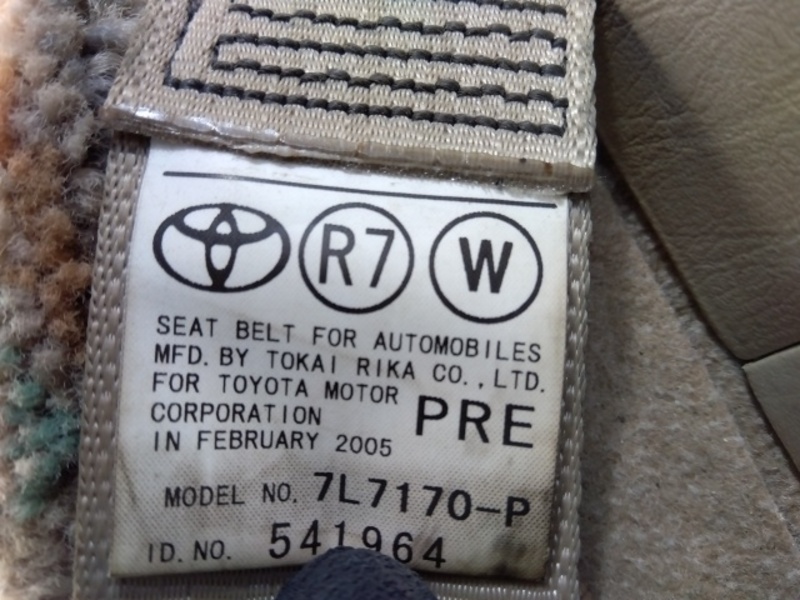 R7 W
SEAT BELT FOR AUTOMOBILES
MFD. BY TOKAI RIKA CO., LTD.
FOR TOYOTA MOTOR
CORPORATION PRE
IN FEBRUARY 2005
MODEL NO. 7L7170-P
ID. NO. 541964